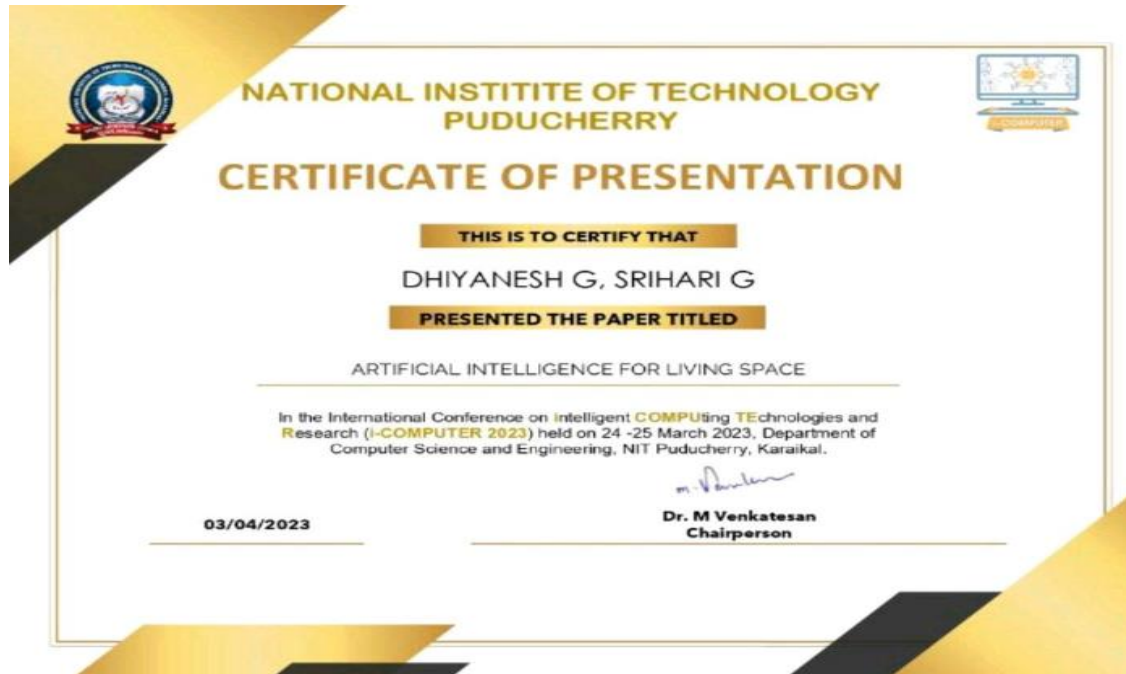 NATIONAL INSTITITE OF TECHNOLOGY
PUDUCHERRY
CERTIFICATE OF PRESENTATION
THIS IS TO CERTIFY THAT
DHIYANESH G, SRIHARI G
PRESENTED THE PAPER TITLED
ARTIFICIAL INTELLIGENCE FOR LIVING SPACE
In the International Conference on intelligent COMPUting TEchnologies and
Research (i-COMPUTER 2023) held on 24 -25 March 2023, Department of
Computer Science and Engineering, NIT Puducherry, Karaikal.
03/04/2023
Dr. M Venkatesan
Chairperson
i-COMPUTER